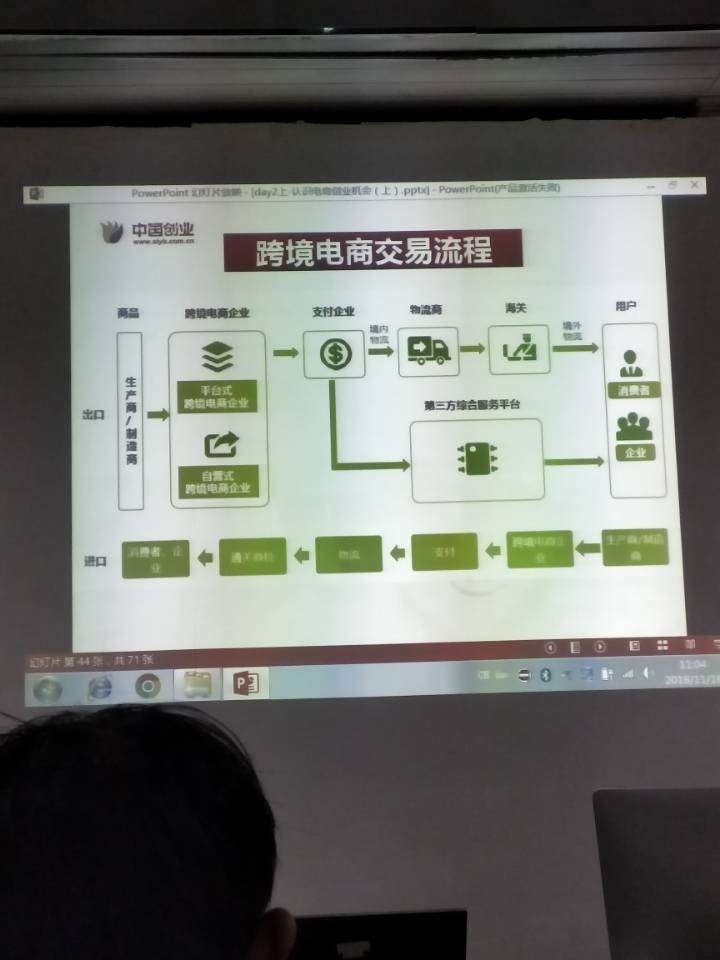 PowerPoint 幻灯片放映 - [day2上 认识电商创业机会（上）.pptx] - PowerPoint(产品激活失败)
中国创业
www.siyb.com.cn
跨境电商交易流程
商品
跨境电商企业
支付企业
物流商
海关
用户
境内
物流
境外
物流
出口
生产商/制造商
平台式
跨境电商企业
自营式
跨境电商企业
第三方综合服务平台
消费者
企业
进口
消费者、企
业
通关商检
物流
支付
跨境电商企
业
生产商/制造
商
幻灯片 第 44 张，共 71 张
CH
11:04